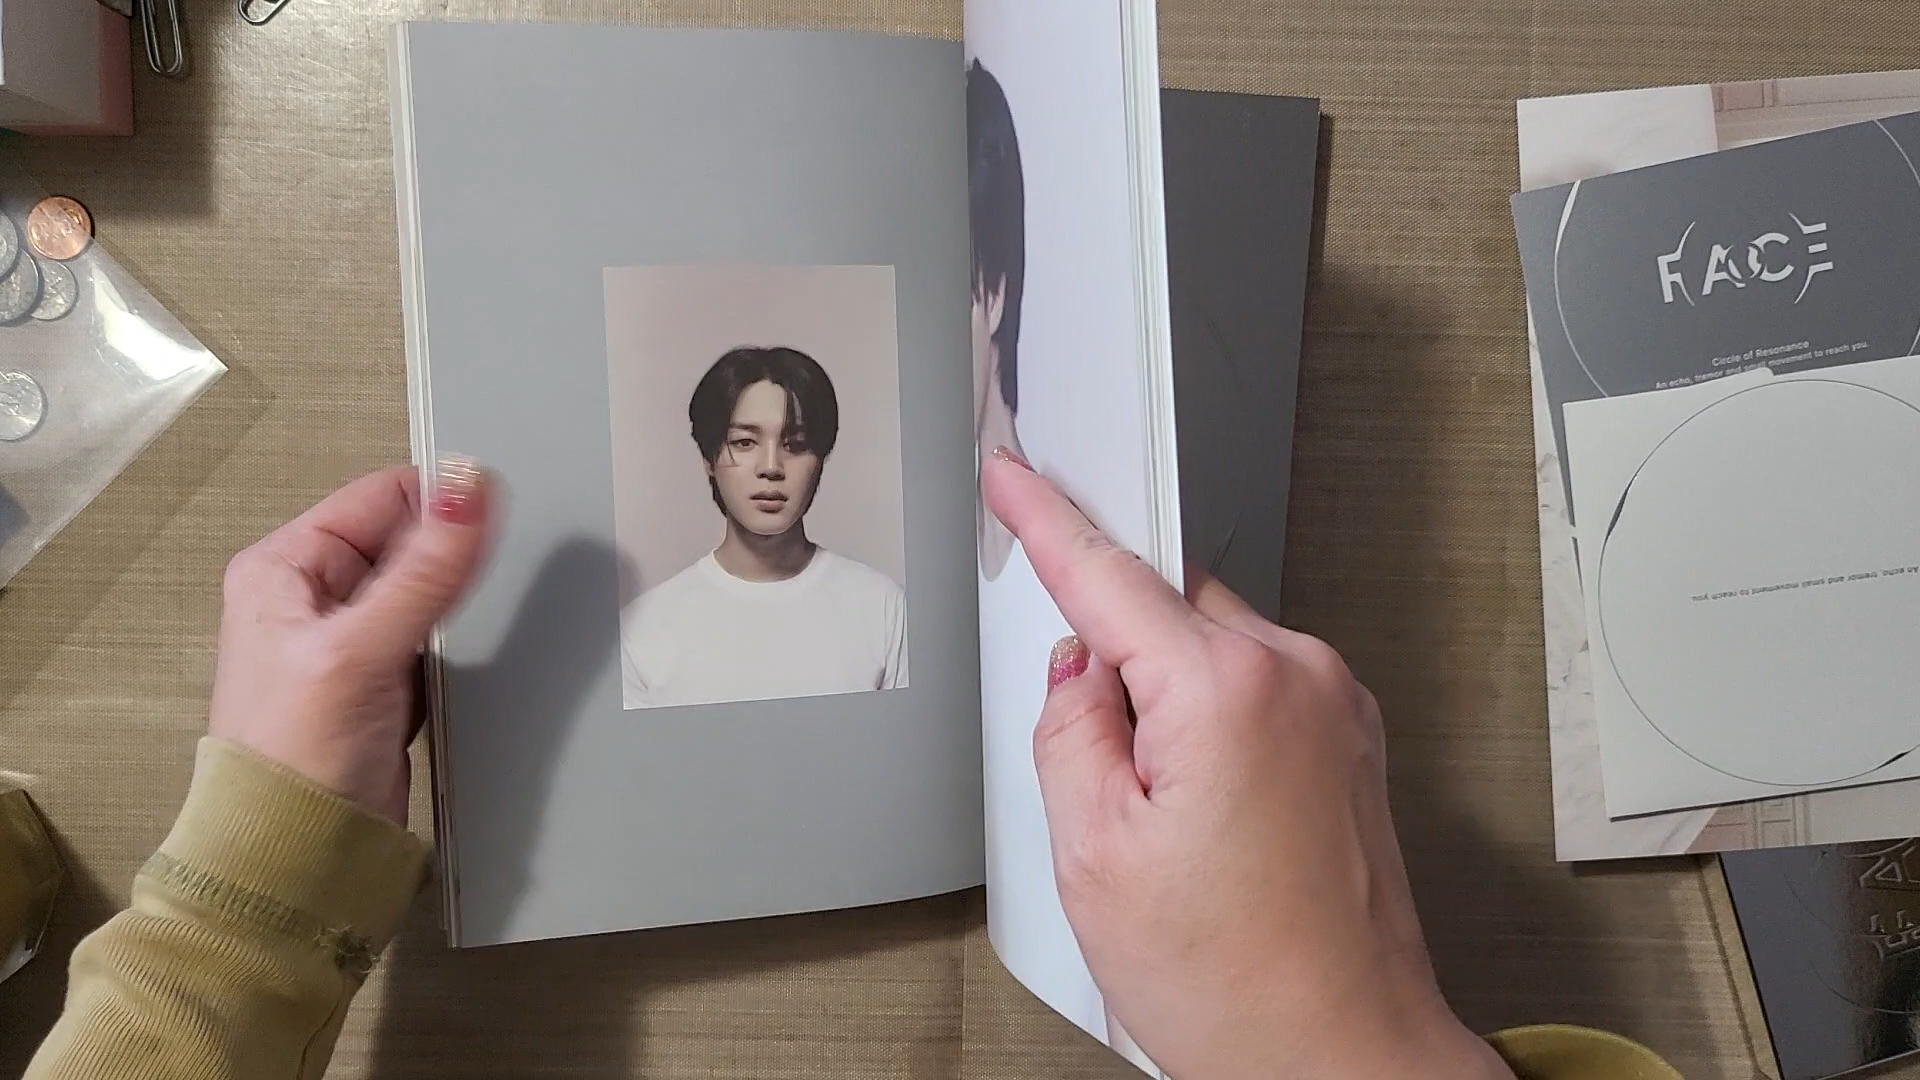 FACE
Circle of Resonance
An echo, tremor and small movement to reach you.
An echo, tremor and small movement to reach you.